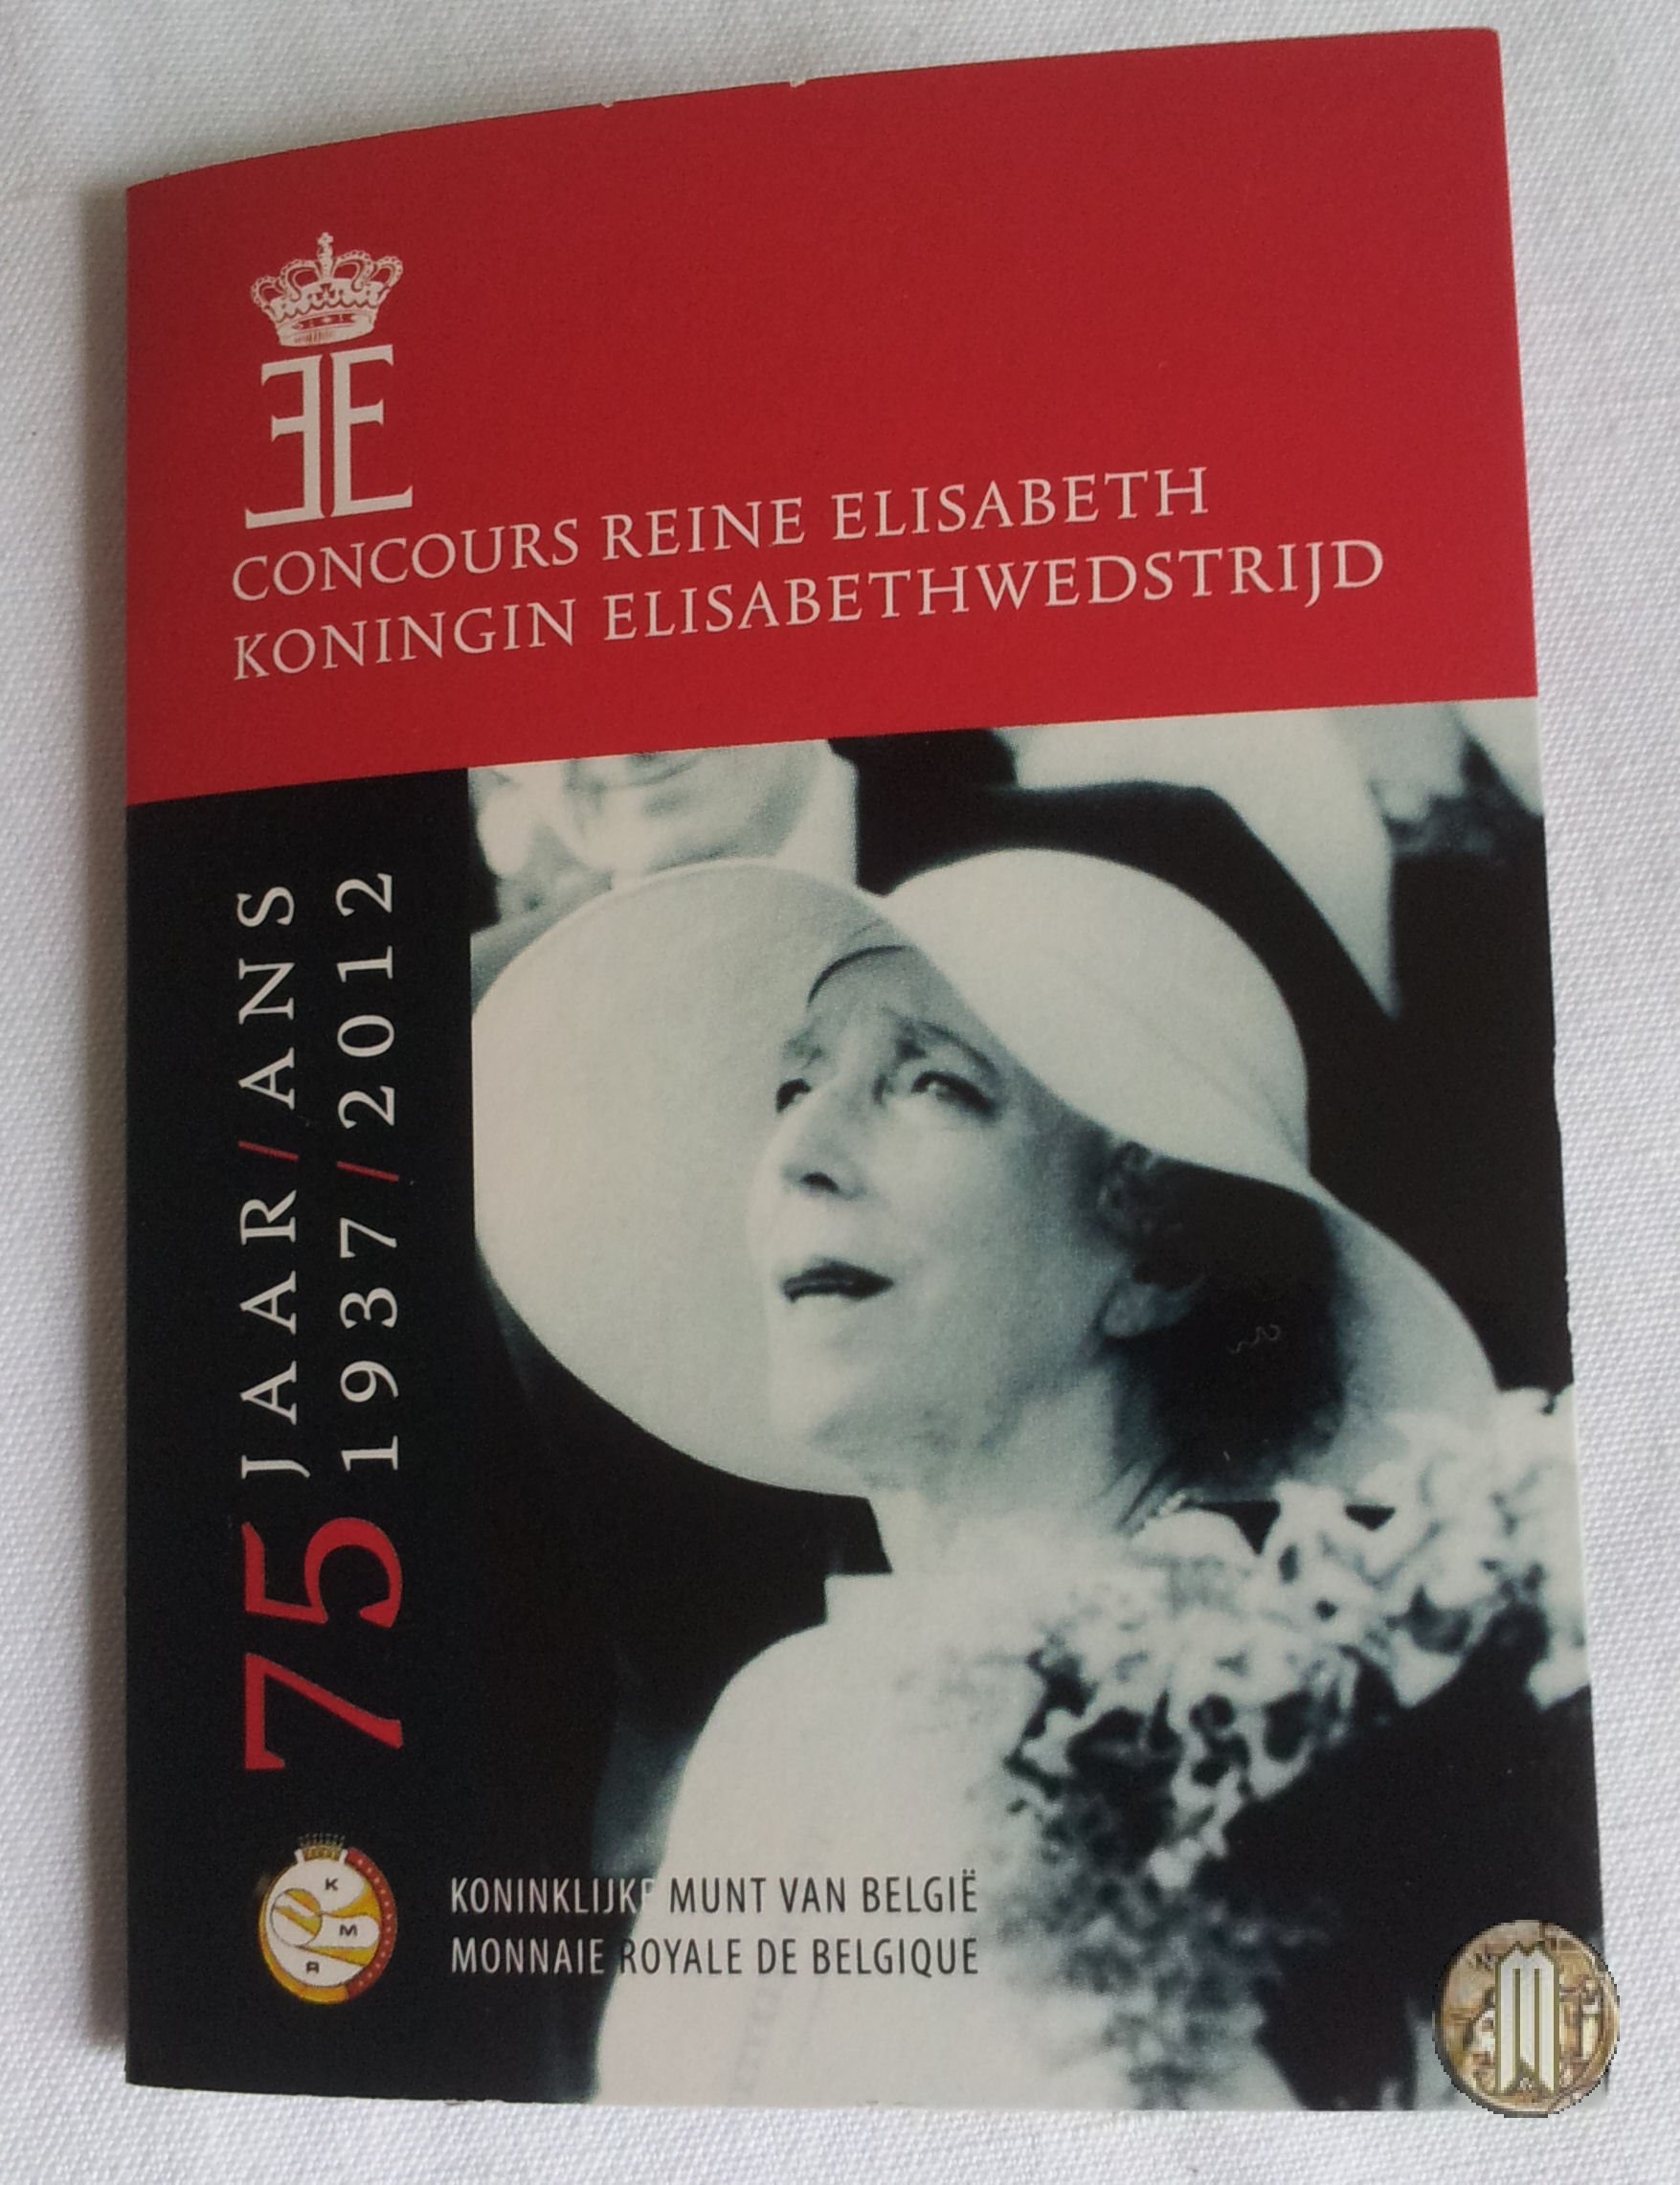 CONCOURS REINE ELISABETH
KONINGIN ELISABETHWEDSTRIJD
75 JAAR/ANS
1937/2012
K
M
B
KONINKLIJKE MUNT VAN BELGIË
MONNAIE ROYALE DE BELGIQUE